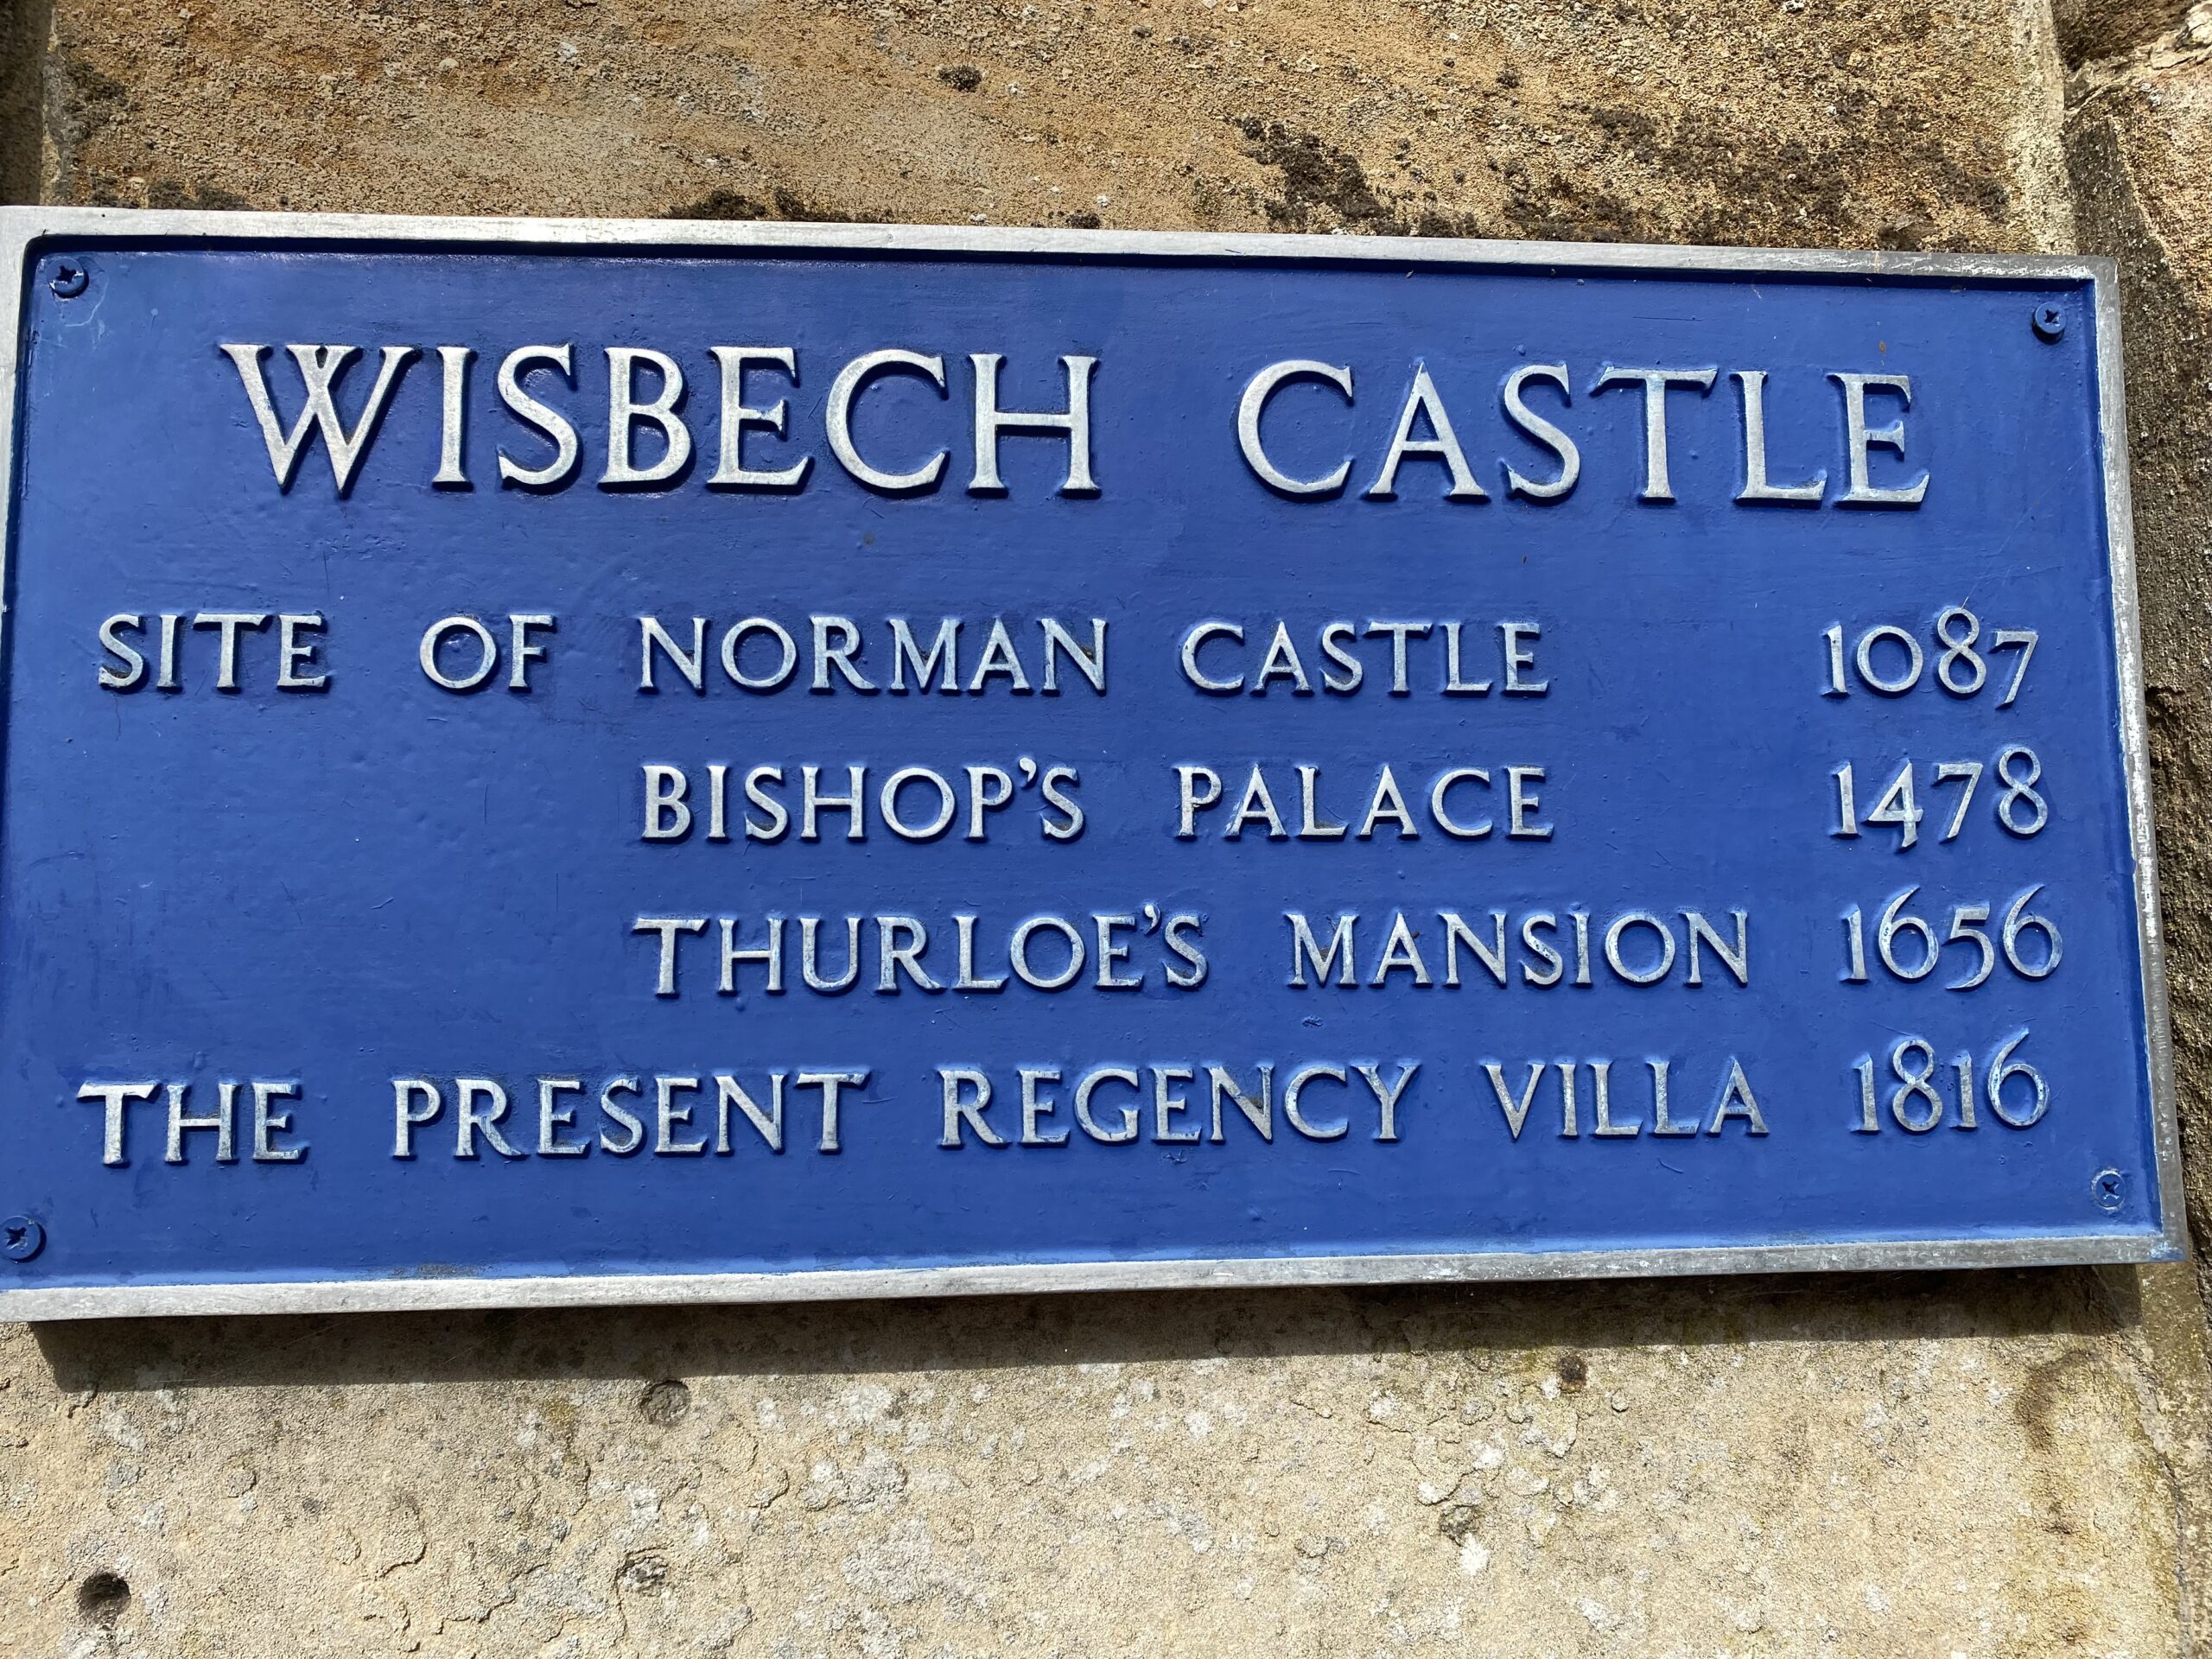 WISBECH CASTLE
SITE OF NORMAN CASTLE 1087
BISHOP'S PALACE 1478
THURLOE'S MANSION 1656
THE PRESENT REGENCY VILLA 1816